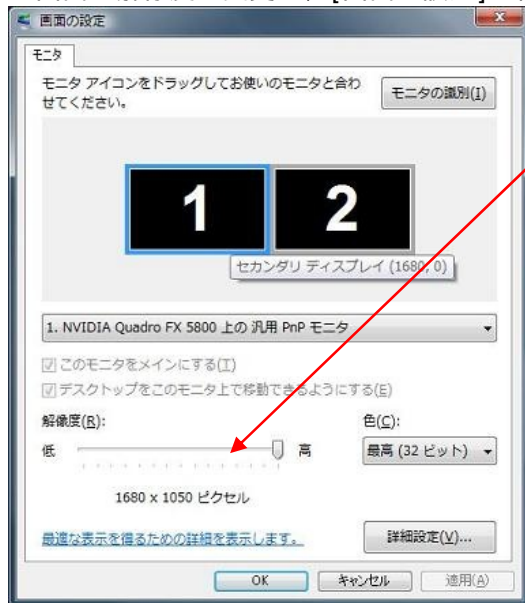 画面の設定
モニタ
モニタ アイコンをドラッグしてお使いのモニタと合わ
せてください。
モニタの識別(I)
1
2
セカンダリ ディスプレイ (1680, 0)
1. NVIDIA Quadro FX 5800 上の 汎用 PnP モニタ
このモニタをメインにする(T)
デスクトップをこのモニタ上で移動できるようにする(E)
解像度(R):
色(C):
低
高
最高 (32 ビット)
1680 x 1050 ピクセル
最適な表示を得るための詳細を表示します。
詳細設定(V)...
OK
キャンセル
適用(A)